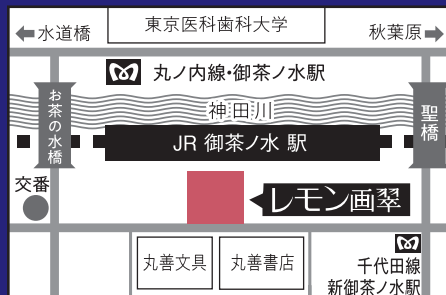 東京医科歯科大学
水道橋
秋葉原
丸ノ内線・御茶ノ水駅
お茶の水橋
神田川
聖橋
JR 御茶ノ水 駅
交番
レモン画翠
丸善文具
丸善書店
千代田線
新御茶ノ水駅